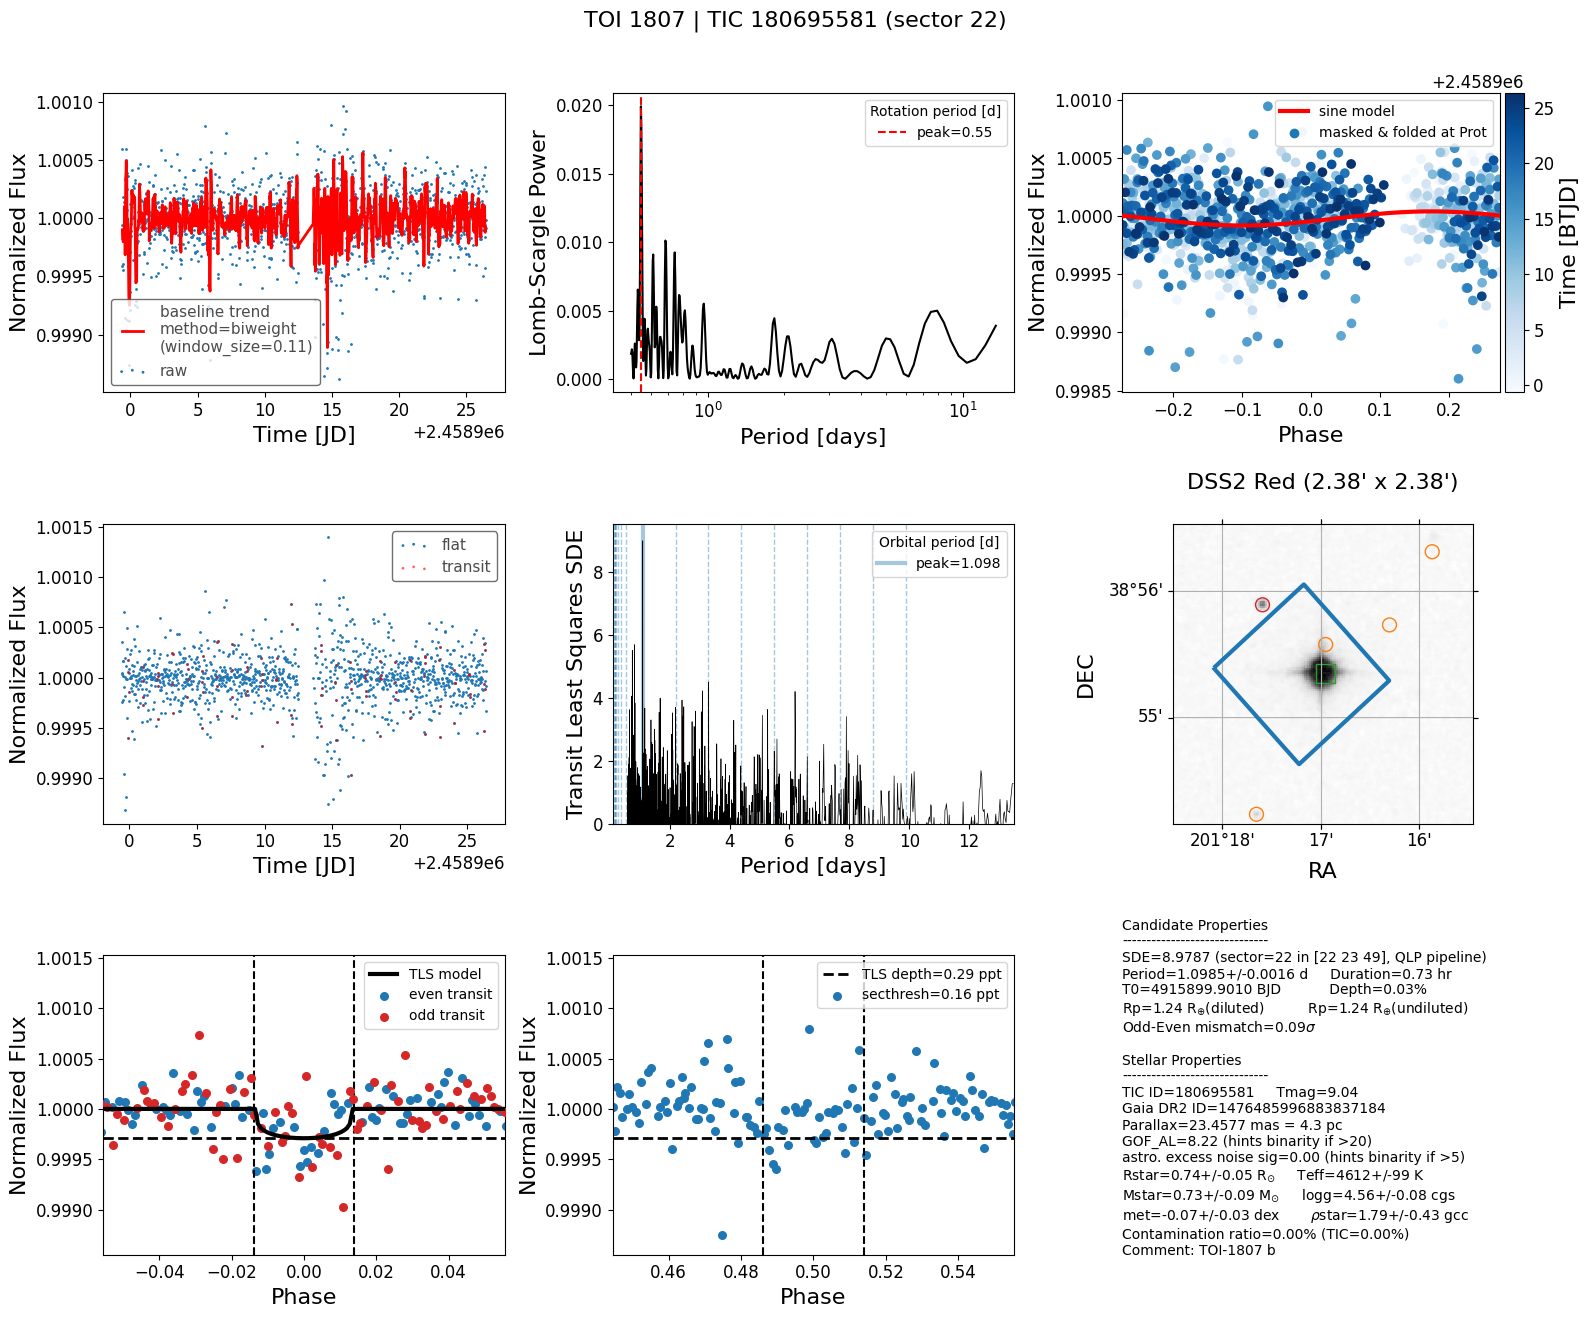 TOI 1807 | TIC 180695581 (sector 22)
Normalized Flux
1.0010
1.0005
1.0000
0.9995
0.9990
baseline trend
method=biweight
(window_size=0.11)
raw
0 5 10 15 20 25
Time [JD]
+2.4589e6
Lomb-Scargle Power
0.020
0.015
0.010
0.005
0.000
Rotation period [d]
peak=0.55
10⁰ 10¹
Period [days]
+2.4589e6
Normalized Flux
1.0010
1.0005
1.0000
0.9995
0.9990
0.9985
sine model
masked & folded at Prot
−0.2 −0.1 0.0 0.1 0.2
Phase
25
20
15
10
5
0
Time [BTJD]
Normalized Flux
1.0015
1.0010
1.0005
1.0000
0.9995
0.9990
flat
transit
0 5 10 15 20 25
Time [JD]
+2.4589e6
Transit Least Squares SDE
8
6
4
2
0
Orbital period [d]
peak=1.098
2 4 6 8 10 12
Period [days]
DSS2 Red (2.38' x 2.38')
DEC
38°56'
55'
201°18' 17' 16'
RA
Normalized Flux
1.0015
1.0010
1.0005
1.0000
0.9995
0.9990
TLS model
even transit
odd transit
−0.04 −0.02 0.00 0.02 0.04
Phase
Normalized Flux
1.0015
1.0010
1.0005
1.0000
0.9995
0.9990
TLS depth=0.29 ppt
secthresh=0.16 ppt
0.46 0.48 0.50 0.52 0.54
Phase
Candidate Properties
------------------------------
SDE=8.9787 (sector=22 in [22 23 49], QLP pipeline)
Period=1.0985+/-0.0016 d Duration=0.73 hr
T0=4915899.9010 BJD Depth=0.03%
Rp=1.24 R⊕(diluted) Rp=1.24 R⊕(undiluted)
Odd-Even mismatch=0.09σ
Stellar Properties
------------------------------
TIC ID=180695581 Tmag=9.04
Gaia DR2 ID=1476485996883837184
Parallax=23.4577 mas = 4.3 pc
GOF_AL=8.22 (hints binarity if >20)
astro. excess noise sig=0.00 (hints binarity if >5)
Rstar=0.74+/-0.05 R☉ Teff=4612+/-99 K
Mstar=0.73+/-0.09 M☉ logg=4.56+/-0.08 cgs
met=-0.07+/-0.03 dex ρstar=1.79+/-0.43 gcc
Contamination ratio=0.00% (TIC=0.00%)
Comment: TOI-1807 b